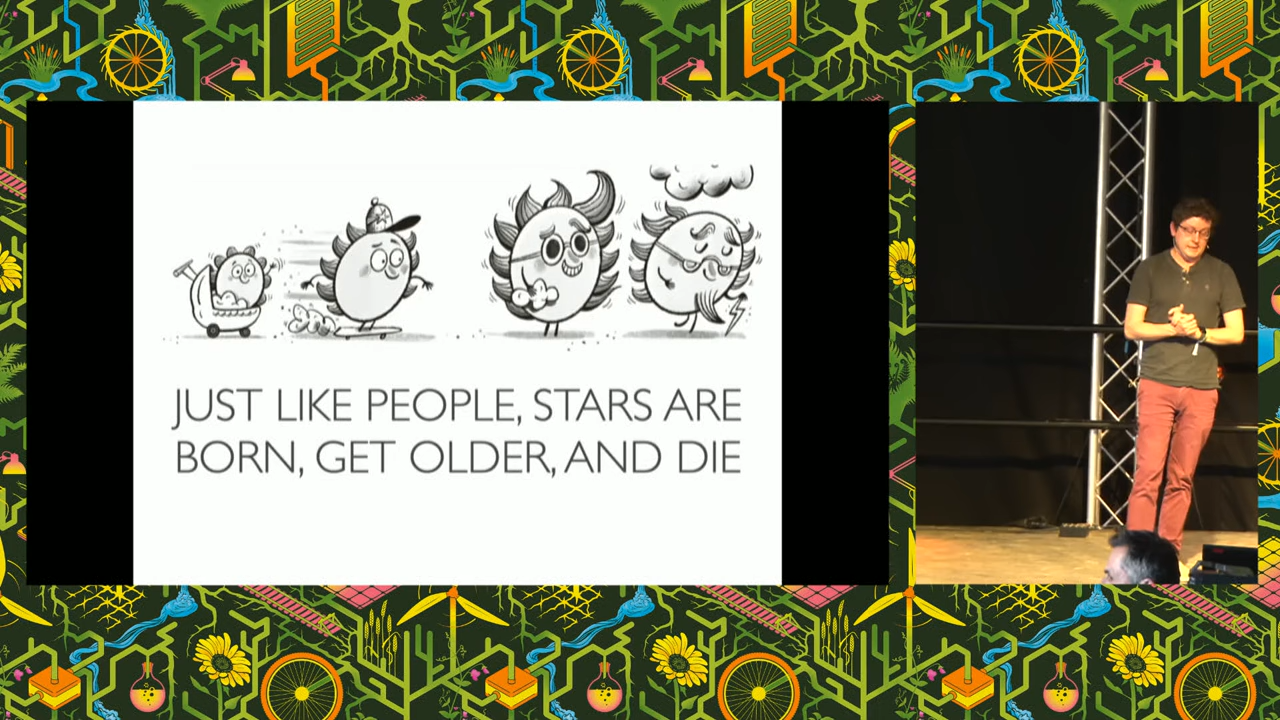 JUST LIKE PEOPLE, STARS ARE
BORN, GET OLDER, AND DIE